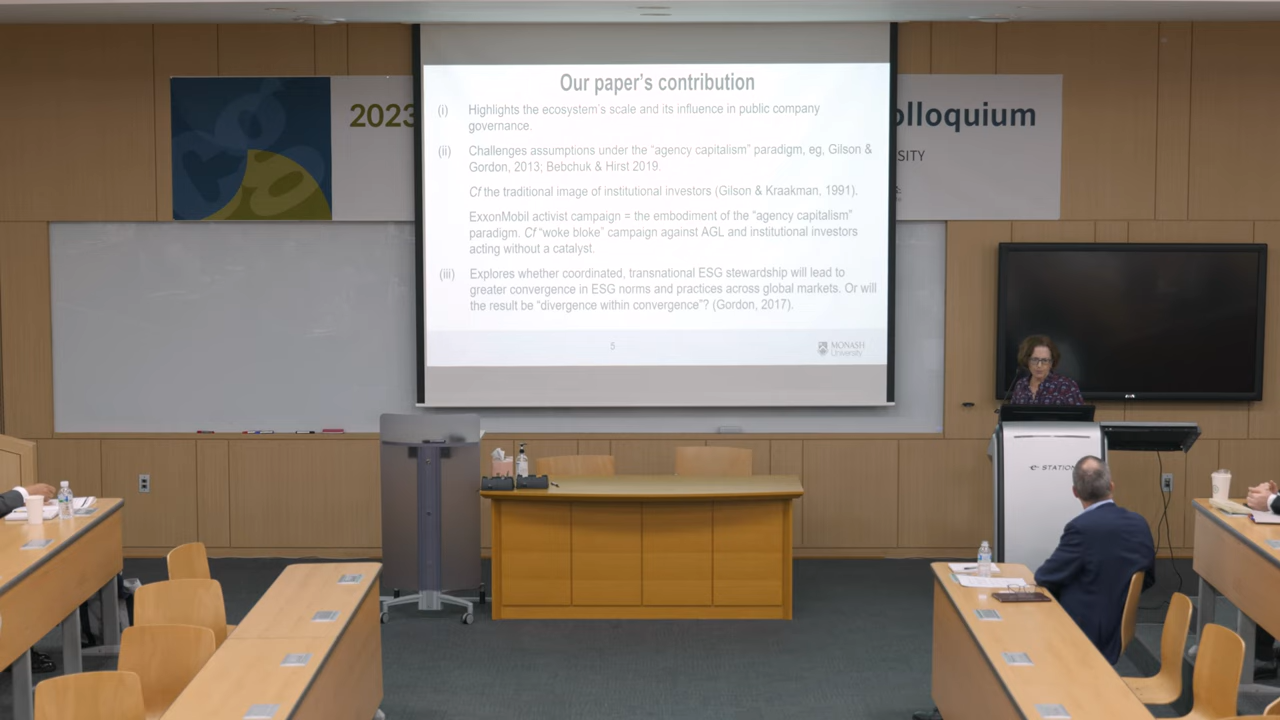 Our paper's contribution
(i) Highlights the ecosystem's scale and its influence in public company
governance.
(ii) Challenges assumptions under the "agency capitalism" paradigm, eg, Gilson &
Gordon, 2013; Bebchuk & Hirst 2019.
Cf the traditional image of institutional investors (Gilson & Kraakman, 1991).
ExxonMobil activist campaign = the embodiment of the "agency capitalism"
paradigm. Cf "woke bloke" campaign against AGL and institutional investors
acting without a catalyst.
(iii) Explores whether coordinated, transnational ESG stewardship will lead to
greater convergence in ESG norms and practices across global markets. Or will
the result be "divergence within convergence"? (Gordon, 2017).
5
MONASH
University
2023
olloquium
SITY
STATION